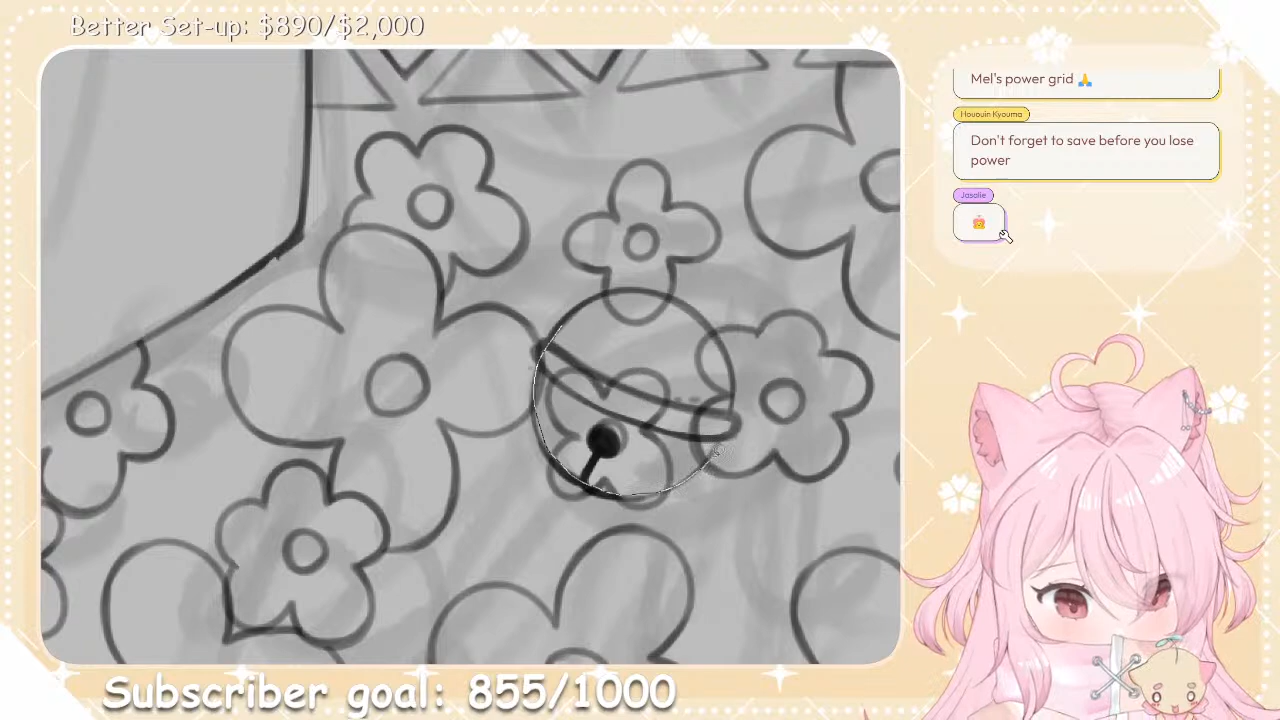 Better Set-up: $890/$2,000
Mel's power grid 🙏
Hououin Kyouma
Don't forget to save before you lose
power
Jasolie
Subscriber goal: 855/1000